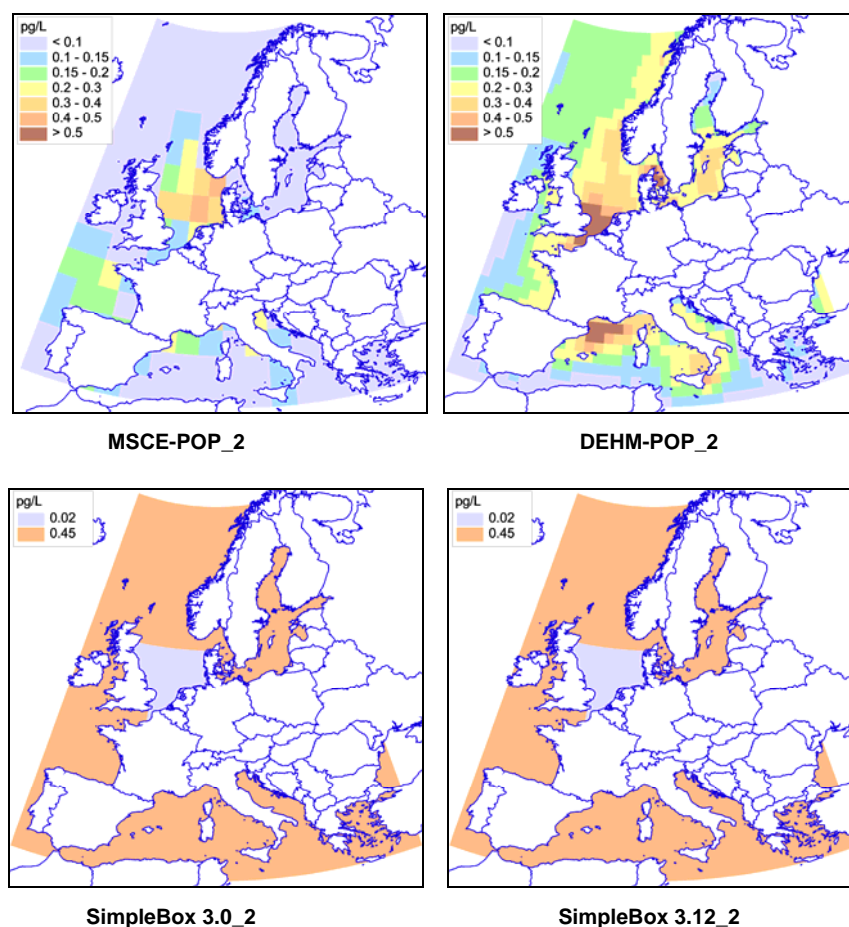 pg/L
< 0.1
0.1 - 0.15
0.15 - 0.2
0.2 - 0.3
0.3 - 0.4
0.4 - 0.5
> 0.5
MSCE-POP_2
pg/L
< 0.1
0.1 - 0.15
0.15 - 0.2
0.2 - 0.3
0.3 - 0.4
0.4 - 0.5
> 0.5
DEHM-POP_2
pg/L
0.02
0.45
SimpleBox 3.0_2
pg/L
0.02
0.45
SimpleBox 3.12_2